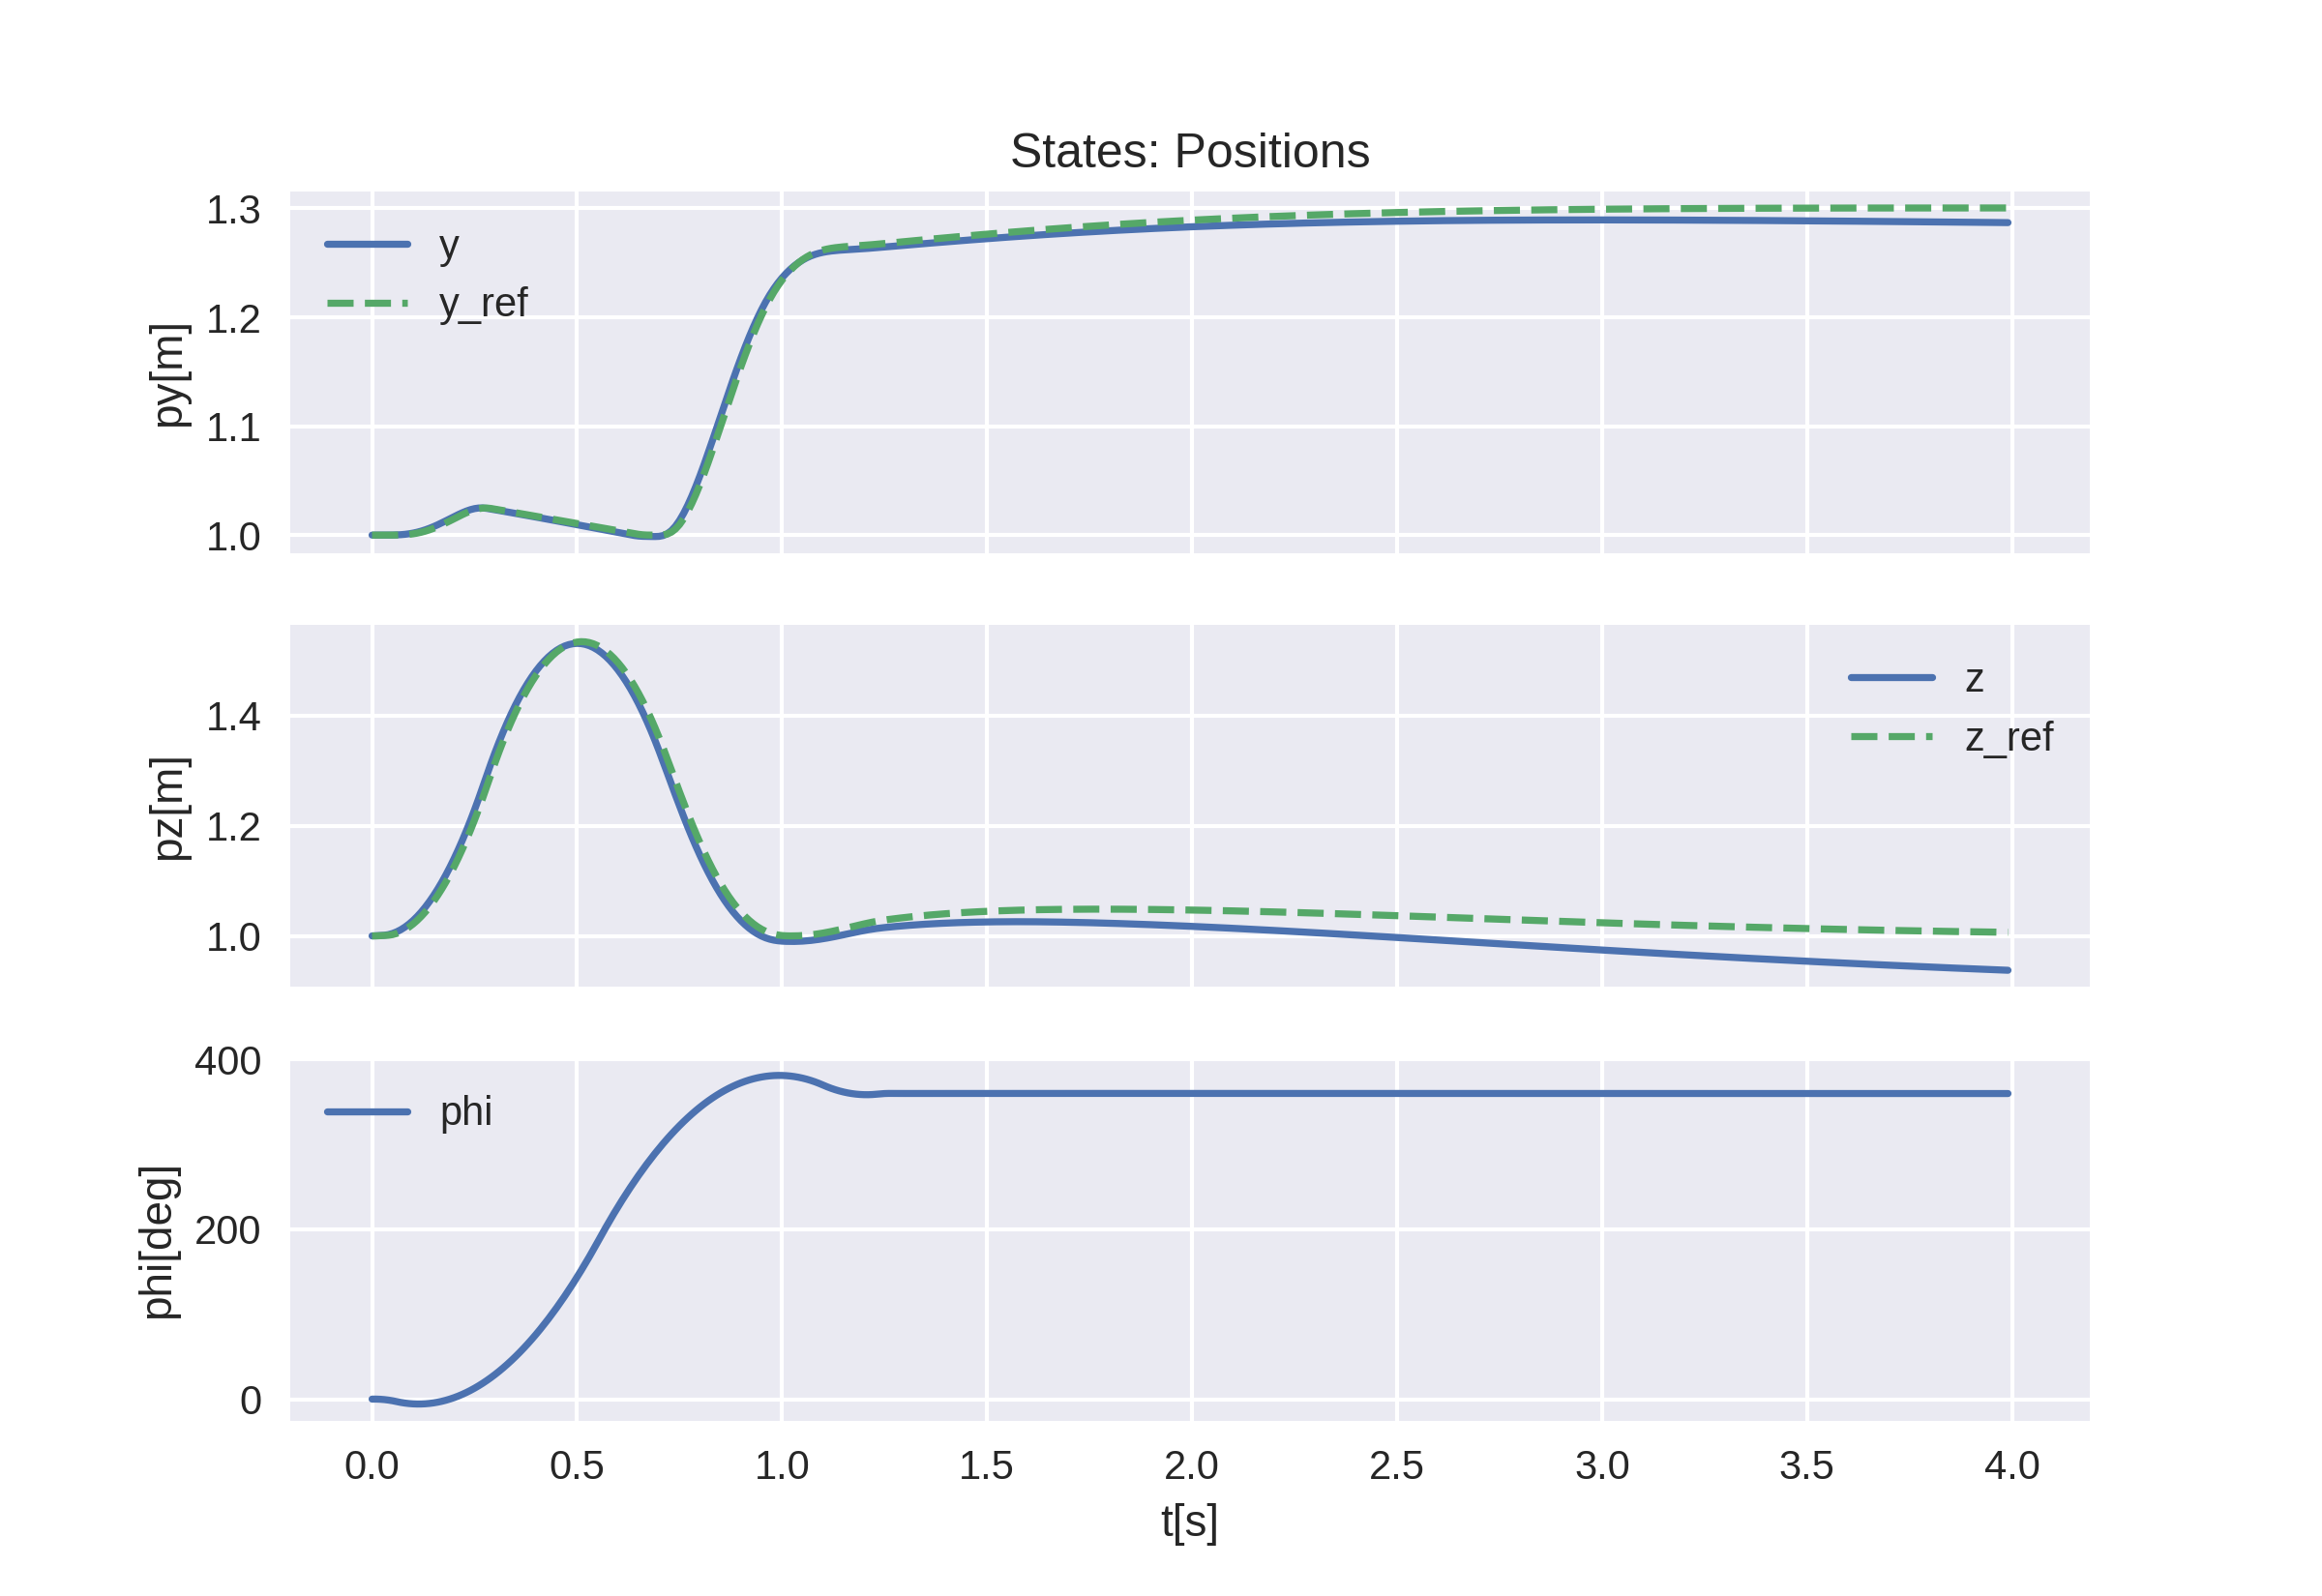 States: Positions
1.3
1.2
1.1
1.0
py[m]
y
y_ref
1.4
1.2
1.0
pz[m]
z
z_ref
400
200
0
phi[deg]
phi
0.0 0.5 1.0 1.5 2.0 2.5 3.0 3.5 4.0
t[s]